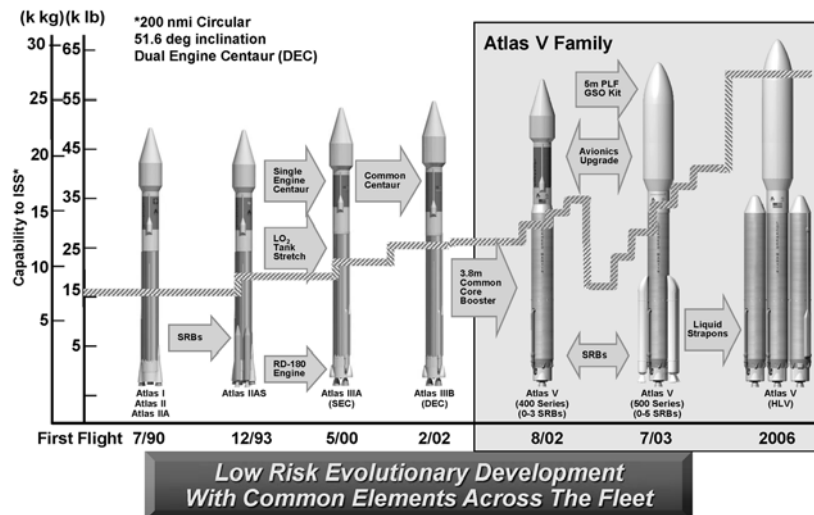 (k kg)(k lb)
*200 nmi Circular
51.6 deg inclination
Dual Engine Centaur (DEC)
Atlas V Family
30
25
20
15
10
5
65
55
45
35
25
15
5
Capability to ISS*
5m PLF
GSO Kit
Avionics
Upgrade
Single
Engine
Centaur
Common
Centaur
LO2
Tank
Stretch
3.8m
Common
Core
Booster
SRBs
RD-180
Engine
SRBs
Liquid
Strapons
Atlas I
Atlas II
Atlas IIA
Atlas IIAS
Atlas IIIA
(SEC)
Atlas IIIB
(DEC)
Atlas V
(400 Series)
(0-3 SRBs)
Atlas V
(500 Series)
(0-5 SRBs)
Atlas V
(HLV)
First Flight 7/90 12/93 5/00 2/02 8/02 7/03 2006
Low Risk Evolutionary Development
With Common Elements Across The Fleet